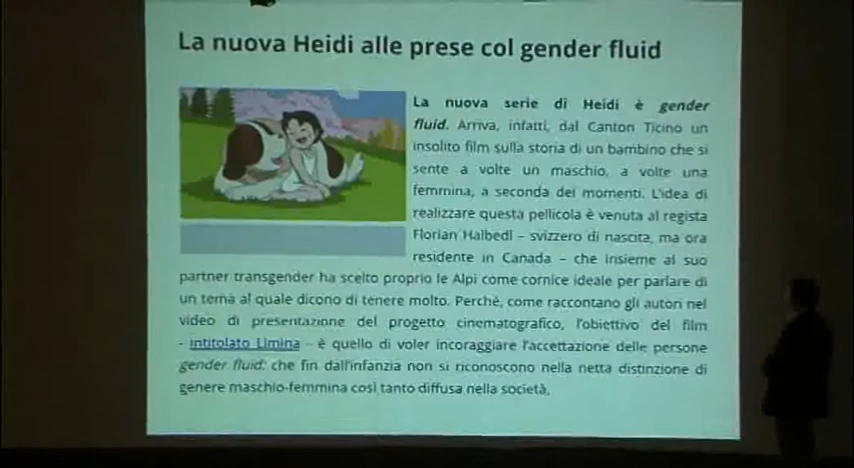 La nuova Heidi alle prese col gender fluid
La nuova serie di Heidi è gender
fluid. Arriva, infatti, dal Canton Ticino un
insolito film sulla storia di un bambino che si
sente a volte un maschio, a volte una
femmina, a seconda dei momenti. L'idea di
realizzare questa pellicola è venuta al regista
Florian Halbedl – svizzero di nascita, ma ora
residente in Canada – che insieme al suo
partner transgender ha scelto proprio le Alpi come cornice ideale per parlare di
un tema al quale dicono di tenere molto. Perchè, come raccontano gli autori nel
video di presentazione del progetto cinematografico, l'obiettivo del film
- intitolato Limina - è quello di voler incoraggiare l'accettazione delle persone
gender fluid: che fin dall'infanzia non si riconoscono nella netta distinzione di
genere maschio-femmina così tanto diffusa nella società.